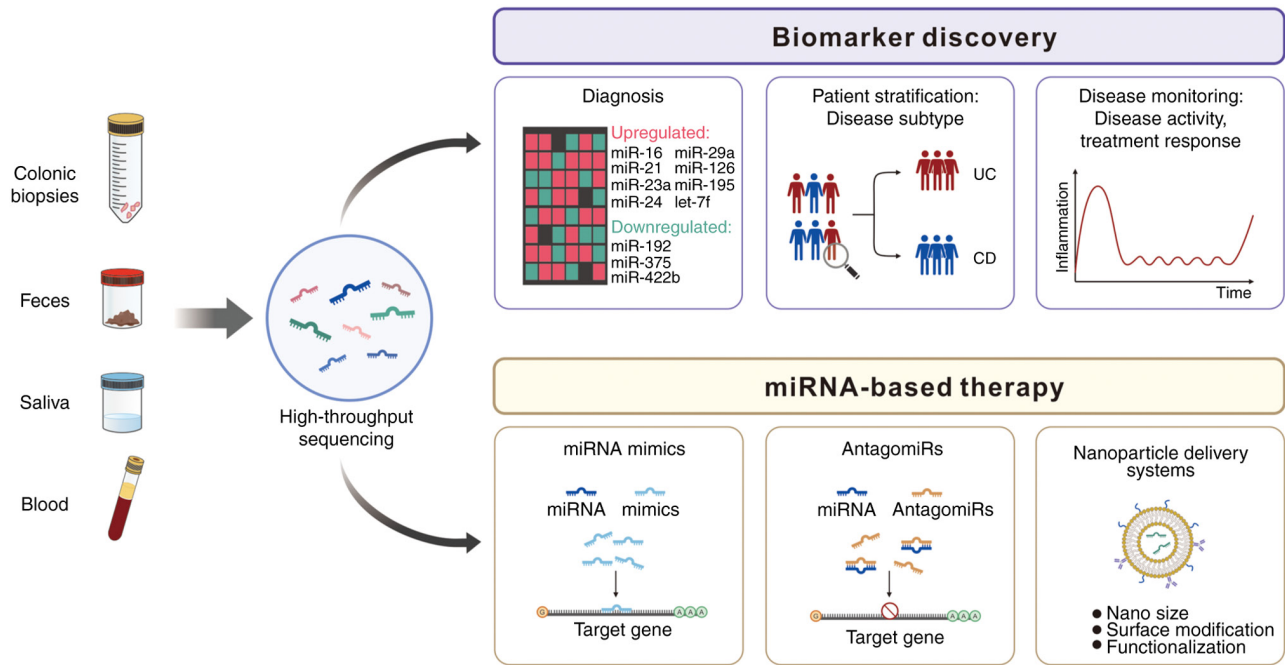 Colonic
biopsies
Feces
Saliva
Blood
High-throughput
sequencing
Biomarker discovery
Diagnosis
Upregulated:
miR-16 miR-29a
miR-21 miR-126
miR-23a miR-195
miR-24 let-7f
Downregulated:
miR-192
miR-375
miR-422b
Patient stratification:
Disease subtype
UC
CD
Disease monitoring:
Disease activity,
treatment response
Inflammation
Time
miRNA-based therapy
miRNA mimics
miRNA mimics
G A A A
Target gene
AntagomiRs
miRNA AntagomiRs
G A A A
Target gene
Nanoparticle delivery
systems
● Nano size
● Surface modification
● Functionalization